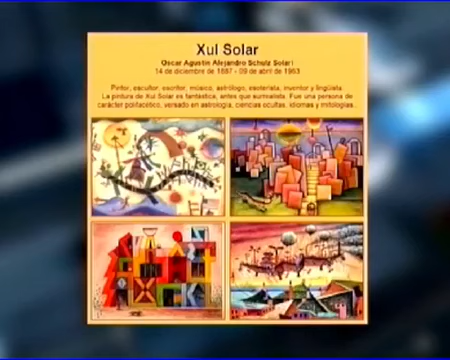 Xul Solar
Oscar Agustín Alejandro Schulz Solari
14 de diciembre de 1887 - 09 de abril de 1963
Pintor, escultor, escritor, músico, astrólogo, esoterista, inventor y lingüista.
La pintura de Xul Solar es fantástica, antes que surrealista. Fue una persona de
carácter polifacético, versado en astrología, ciencias ocultas, idiomas y mitologías.